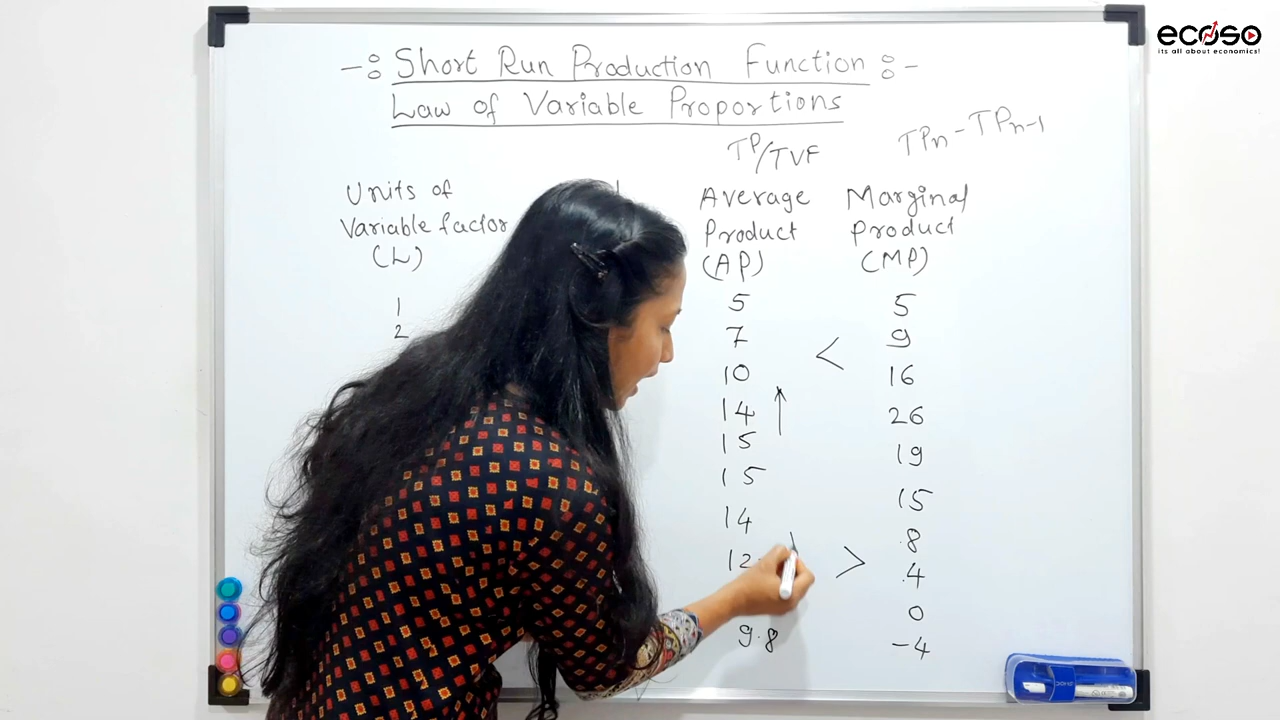 ecoso
its all about economics!
-: Short Run Production Function :-
Law of Variable Proportions
TP/TVF
TPn - TPn-1
Units of Variable factor (L)
Average Product (AP)
Marginal Product (MP)
1 5 5
2 7 9
<
10 16
14 26
15 19
15 15
14 8
12 > 4
0
9.8 -4